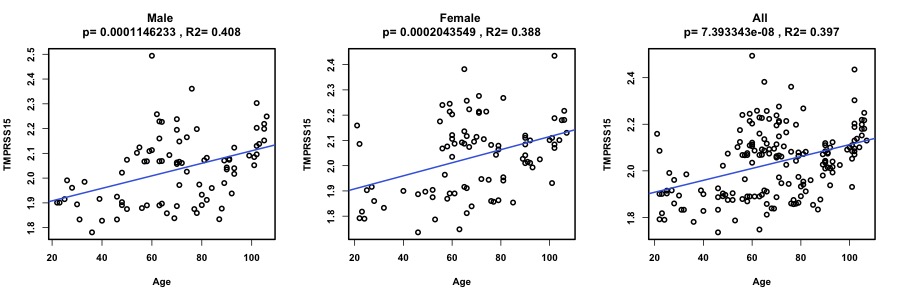 Male
p= 0.0001146233 , R2= 0.408
TMPRSS15
2.5
2.4
2.3
2.2
2.1
2.0
1.9
1.8
20 40 60 80 100
Age
Female
p= 0.0002043549 , R2= 0.388
TMPRSS15
2.4
2.3
2.2
2.1
2.0
1.9
1.8
20 40 60 80 100
Age
All
p= 7.393343e-08 , R2= 0.397
TMPRSS15
2.4
2.2
2.0
1.8
20 40 60 80 100
Age